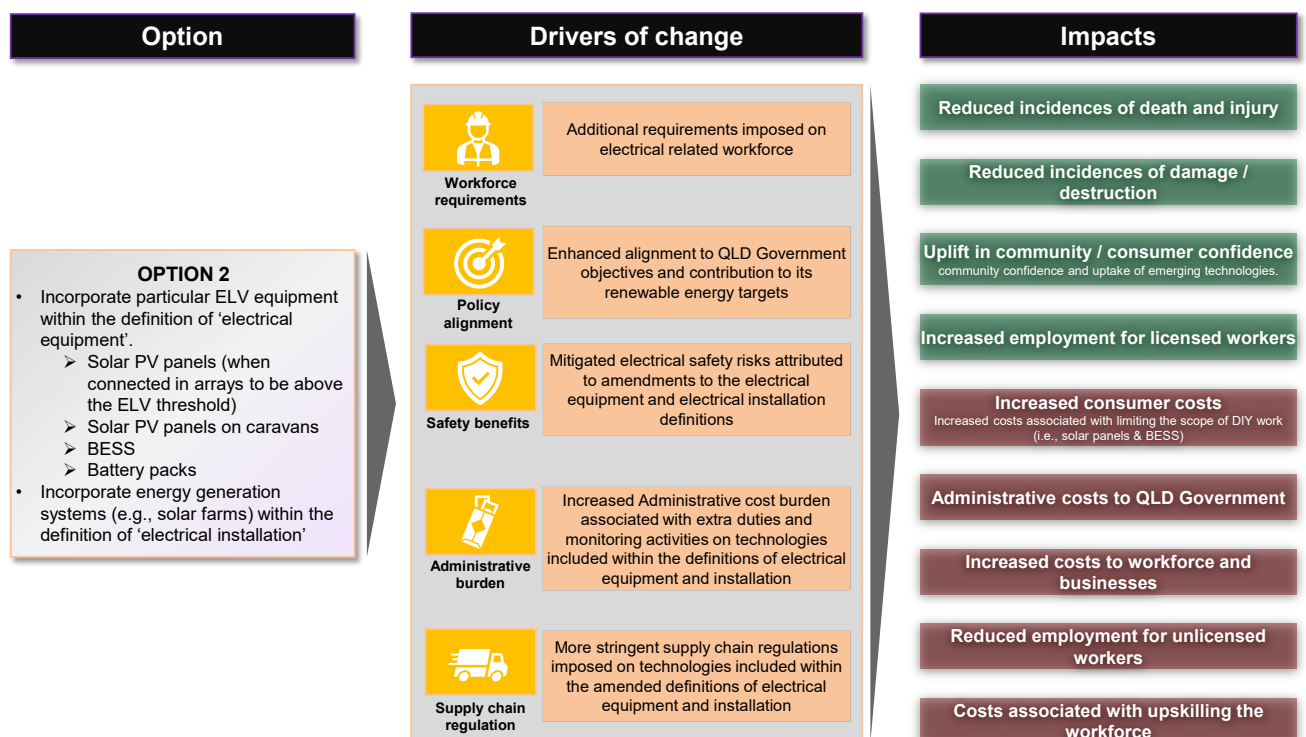 Option
Drivers of change
Impacts
OPTION 2
• Incorporate particular ELV equipment
within the definition of ‘electrical
equipment’.
➢ Solar PV panels (when
connected in arrays to be above
the ELV threshold)
➢ Solar PV panels on caravans
➢ BESS
➢ Battery packs
• Incorporate energy generation
systems (e.g., solar farms) within the
definition of ‘electrical installation’
Workforce
requirements
Additional requirements imposed on
electrical related workforce
Policy
alignment
Enhanced alignment to QLD Government
objectives and contribution to its
renewable energy targets
Safety benefits
Mitigated electrical safety risks attributed
to amendments to the electrical
equipment and electrical installation
definitions
Administrative
burden
Increased Administrative cost burden
associated with extra duties and
monitoring activities on technologies
included within the definitions of electrical
equipment and installation
Supply chain
regulation
More stringent supply chain regulations
imposed on technologies included within
the amended definitions of electrical
equipment and installation
Reduced incidences of death and injury
Reduced incidences of damage /
destruction
Uplift in community / consumer confidence
community confidence and uptake of emerging technologies.
Increased employment for licensed workers
Increased consumer costs
Increased costs associated with limiting the scope of DIY work
(i.e., solar panels & BESS)
Administrative costs to QLD Government
Increased costs to workforce and
businesses
Reduced employment for unlicensed
workers
Costs associated with upskilling the
workforce